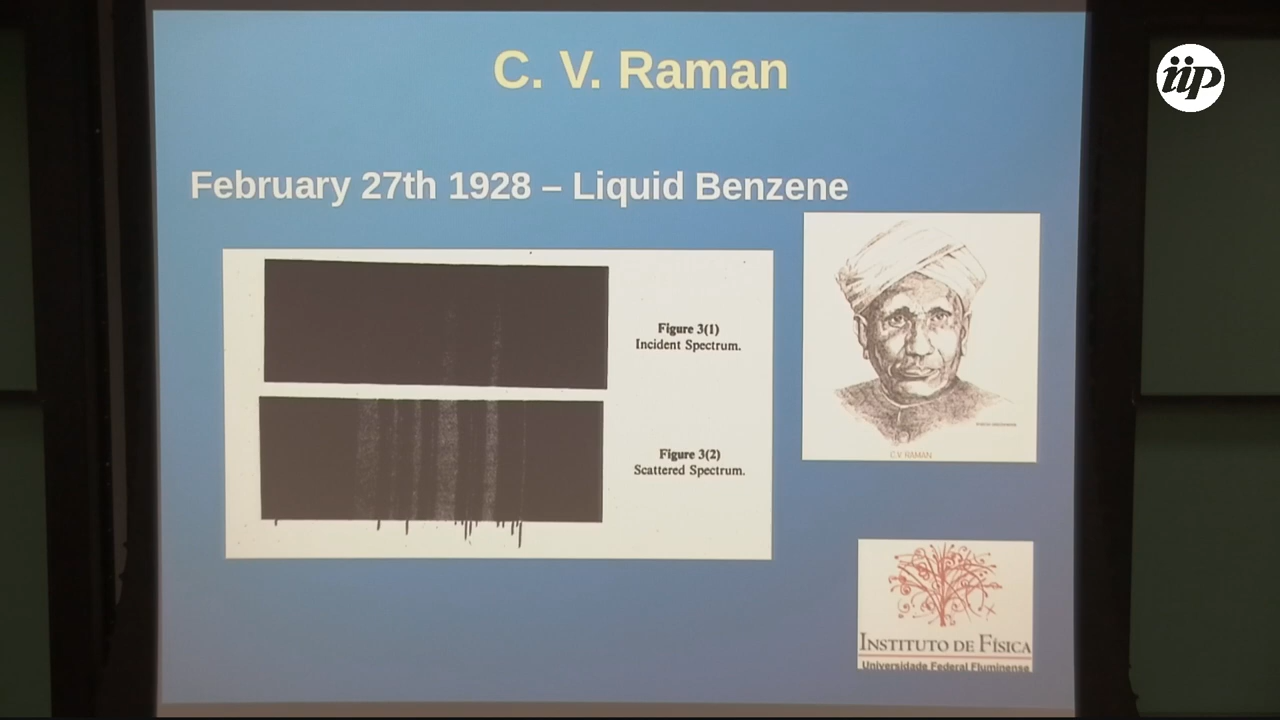 C. V. Raman
iip
February 27th 1928 – Liquid Benzene
Figure 3(1)
Incident Spectrum.
Figure 3(2)
Scattered Spectrum.
C.V. RAMAN
INSTITUTO DE FÍSICA
Universidade Federal Fluminense